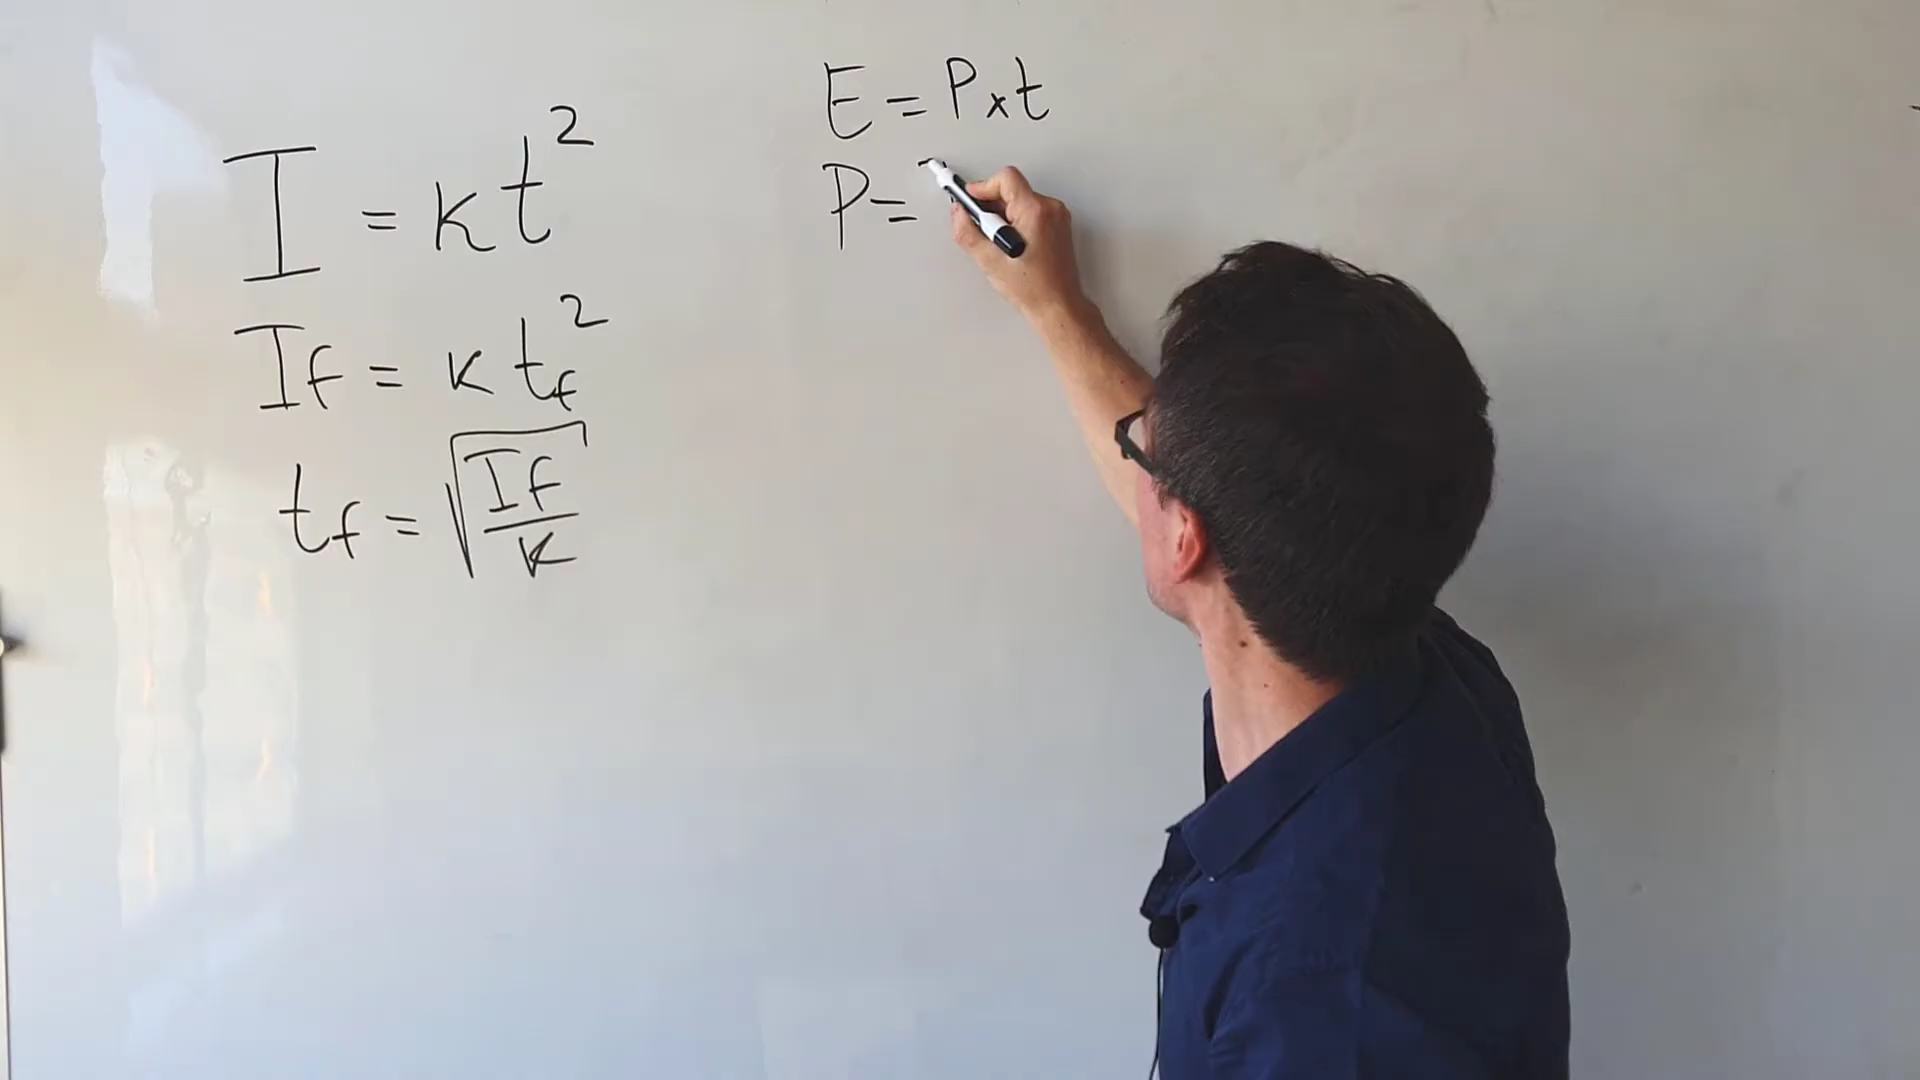 I = kt²
If = k tf²
tf = √(If/k)
E = P x t
P =